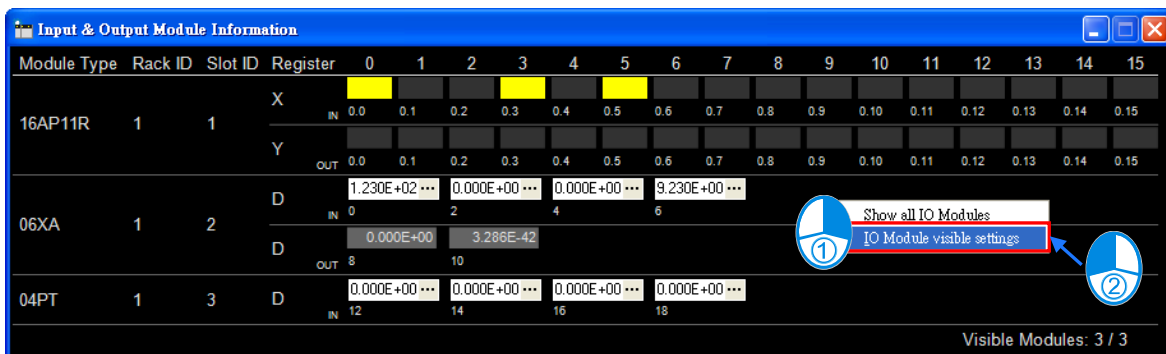 Input & Output Module Information
Module Type Rack ID Slot ID Register 0 1 2 3 4 5 6 7 8 9 10 11 12 13 14 15
16AP11R 1 1
X
IN 0.0 0.1 0.2 0.3 0.4 0.5 0.6 0.7 0.8 0.9 0.10 0.11 0.12 0.13 0.14 0.15
Y
OUT 0.0 0.1 0.2 0.3 0.4 0.5 0.6 0.7 0.8 0.9 0.10 0.11 0.12 0.13 0.14 0.15
06XA 1 2
D 1.230E+02 ... 0.000E+00 ... 0.000E+00 ... 9.230E+00 ...
IN 0 2 4 6
D 0.000E+00 3.286E-42
OUT 8 10
Show all IO Modules
IO Module visible settings
1
2
04PT 1 3 D 0.000E+00 ... 0.000E+00 ... 0.000E+00 ... 0.000E+00 ...
IN 12 14 16 18
Visible Modules: 3 / 3